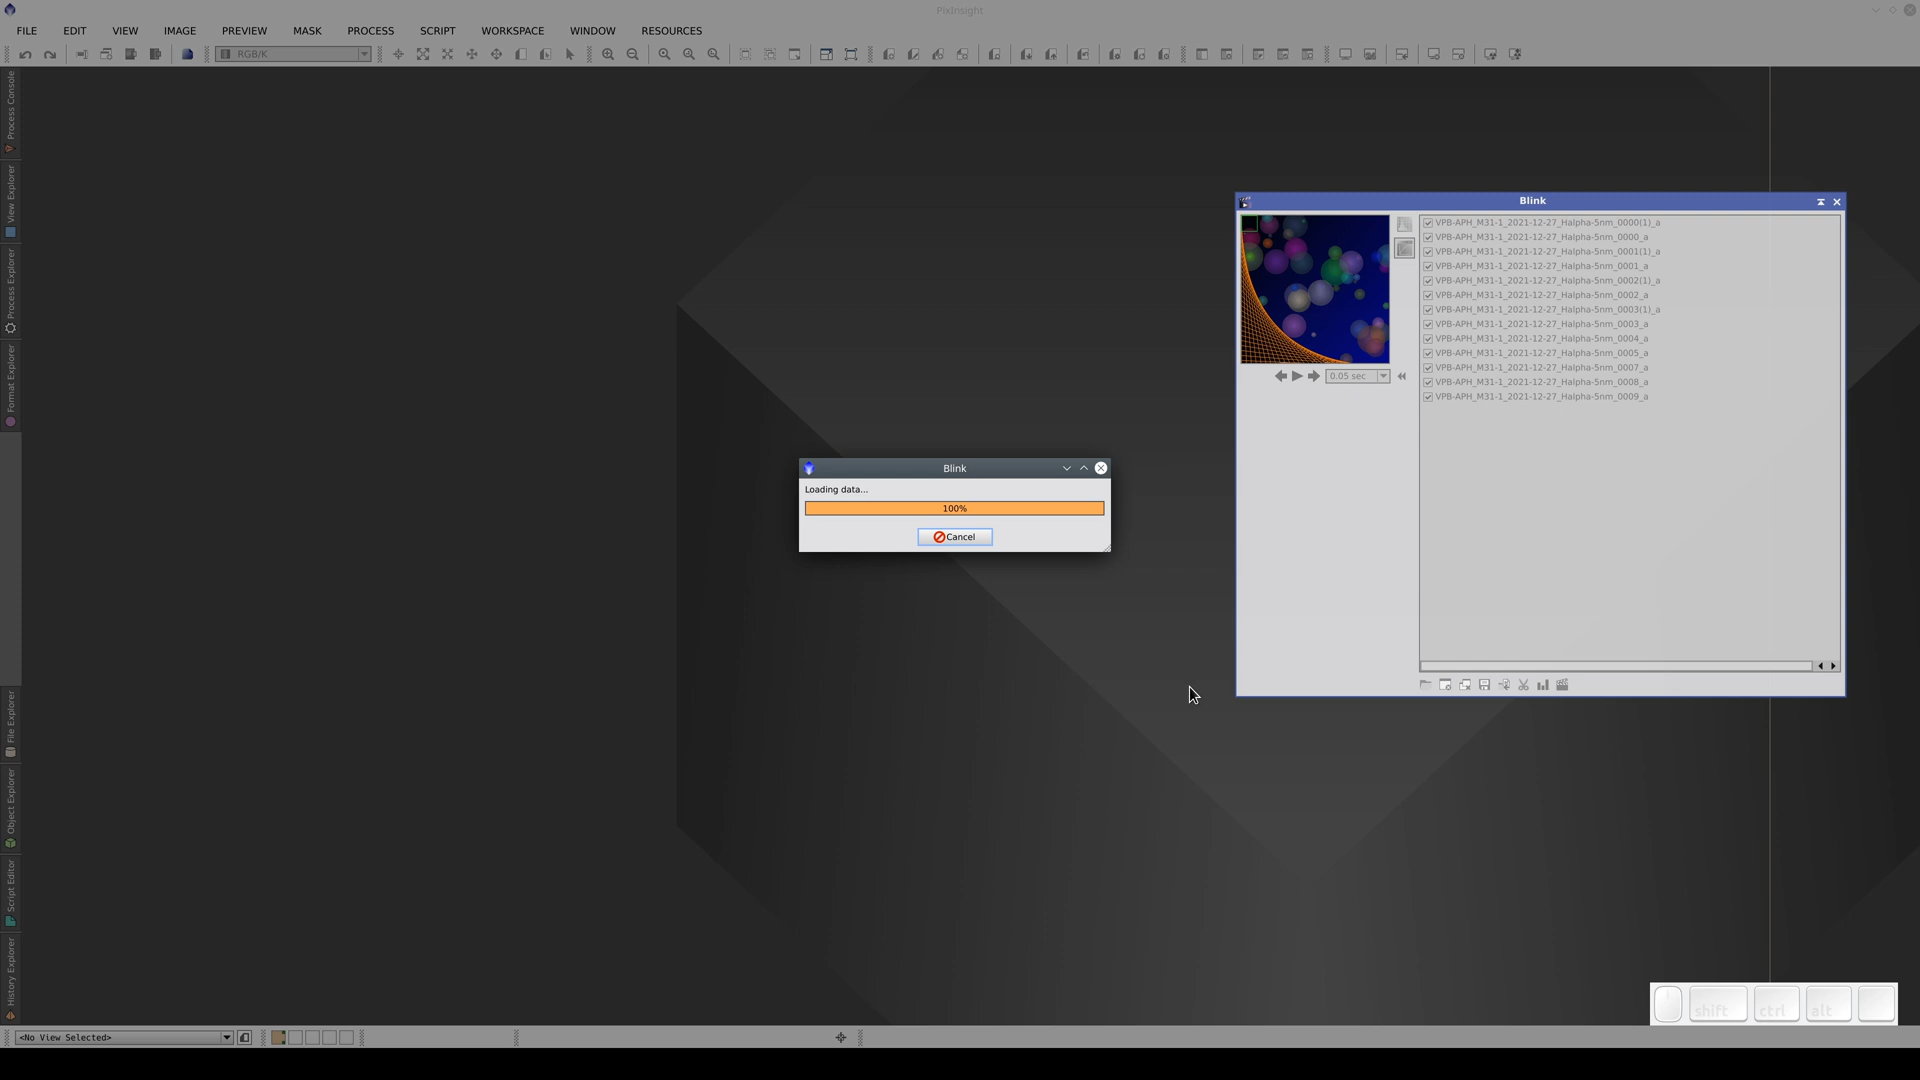 PixInsight
FILE EDIT VIEW IMAGE PREVIEW MASK PROCESS SCRIPT WORKSPACE WINDOW RESOURCES
RGB/K
Process Console
View Explorer
Process Explorer
Format Explorer
File Explorer
Object Explorer
Script Editor
History Explorer
Blink
VPB-APH_M31-1_2021-12-27_Halpha-5nm_0000(1)_a
VPB-APH_M31-1_2021-12-27_Halpha-5nm_0000_a
VPB-APH_M31-1_2021-12-27_Halpha-5nm_0001(1)_a
VPB-APH_M31-1_2021-12-27_Halpha-5nm_0001_a
VPB-APH_M31-1_2021-12-27_Halpha-5nm_0002(1)_a
VPB-APH_M31-1_2021-12-27_Halpha-5nm_0002_a
VPB-APH_M31-1_2021-12-27_Halpha-5nm_0003(1)_a
VPB-APH_M31-1_2021-12-27_Halpha-5nm_0003_a
VPB-APH_M31-1_2021-12-27_Halpha-5nm_0004_a
VPB-APH_M31-1_2021-12-27_Halpha-5nm_0005_a
VPB-APH_M31-1_2021-12-27_Halpha-5nm_0007_a
VPB-APH_M31-1_2021-12-27_Halpha-5nm_0008_a
VPB-APH_M31-1_2021-12-27_Halpha-5nm_0009_a
0.05 sec
Blink
Loading data...
100%
Cancel
shift ctrl alt
<No View Selected>